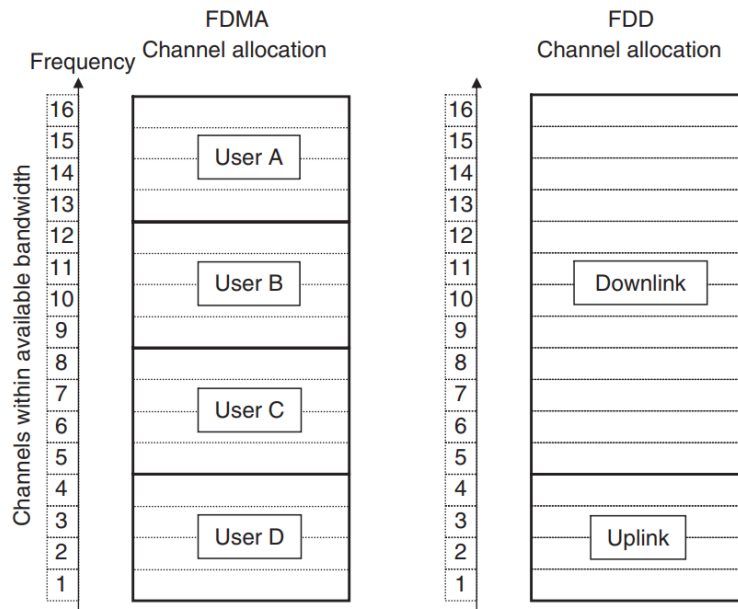 FDMA
Channel allocation
FDD
Channel allocation
Frequency
Channels within available bandwidth
16
15
14
13
12
11
10
9
8
7
6
5
4
3
2
1
User A
User B
User C
User D
16
15
14
13
12
11
10
9
8
7
6
5
4
3
2
1
Downlink
Uplink